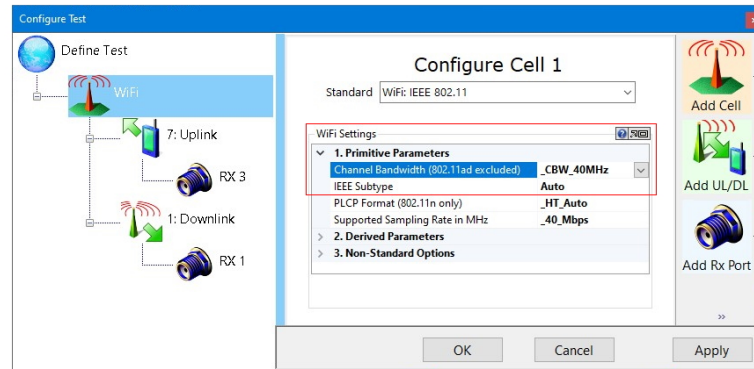 Configure Test
Define Test
WiFi
7: Uplink
RX 3
1: Downlink
RX 1
Configure Cell 1
Standard WiFi: IEEE 802.11
WiFi Settings
1. Primitive Parameters
Channel Bandwidth (802.11ad excluded) _CBW_40MHz
IEEE Subtype Auto
PLCP Format (802.11n only) _HT_Auto
Supported Sampling Rate in MHz _40_Mbps
2. Derived Parameters
3. Non-Standard Options
Add Cell
Add UL/DL
Add Rx Port
OK Cancel Apply